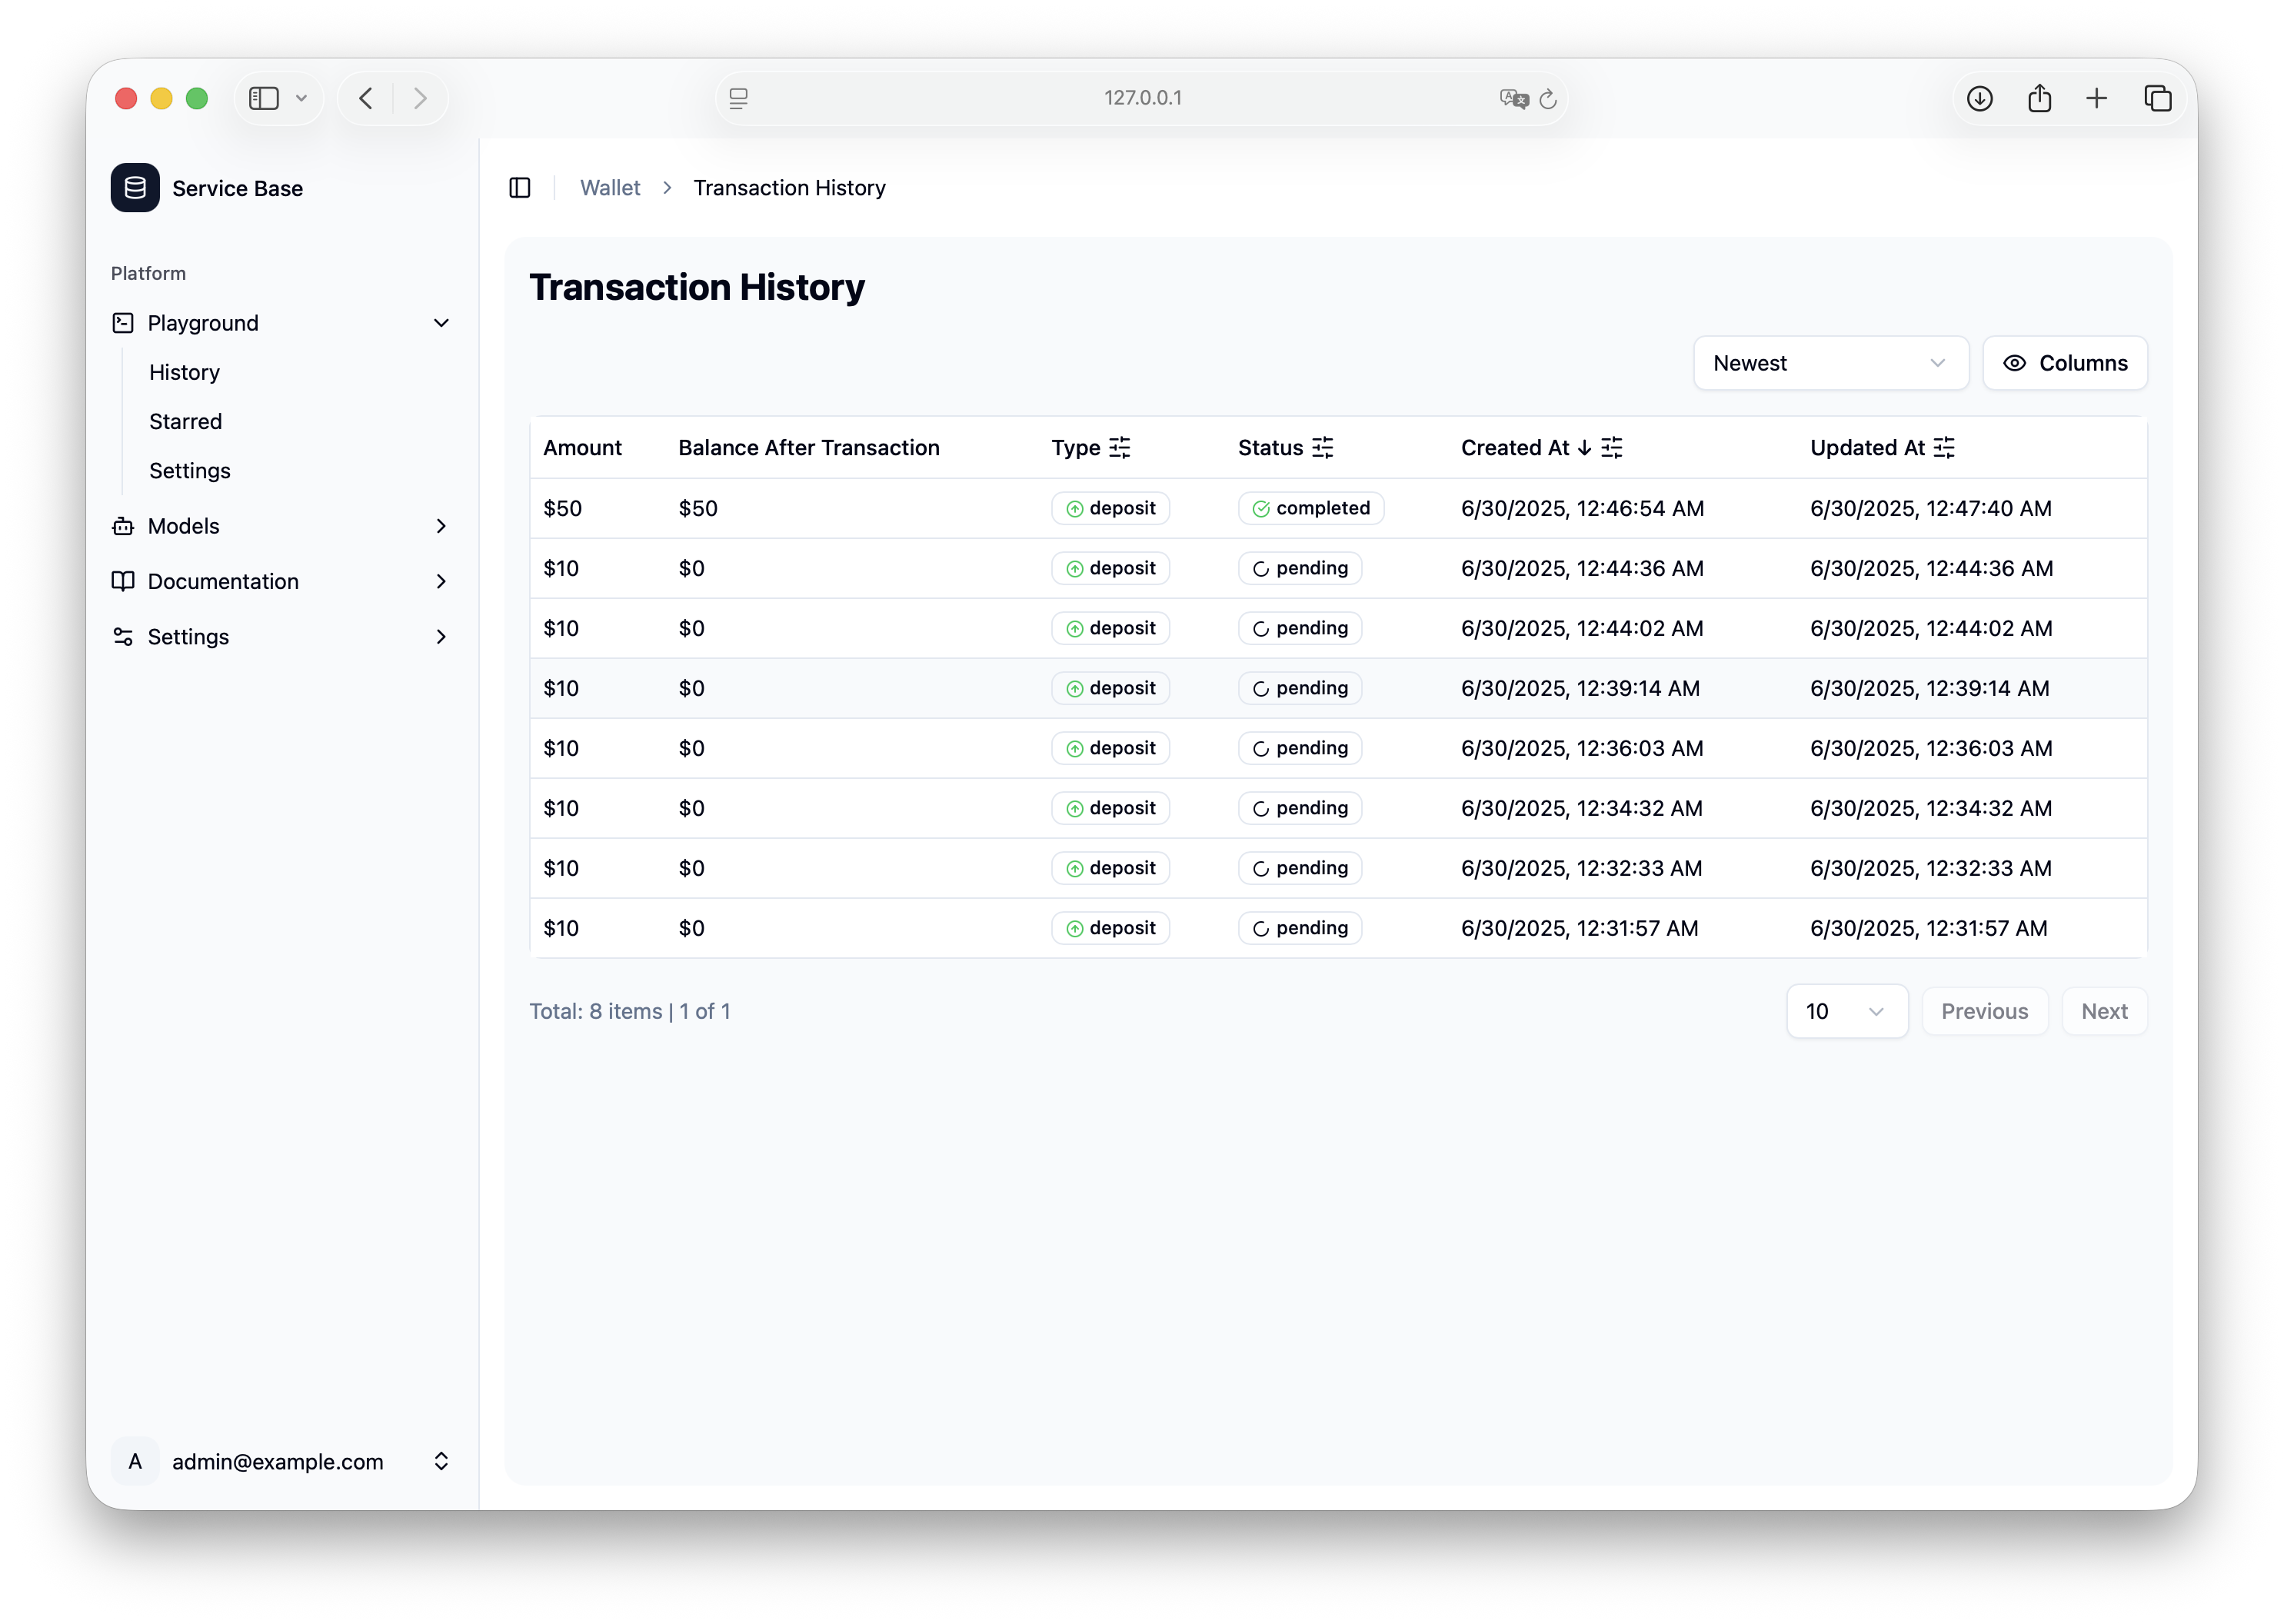 127.0.0.1
Service Base
Platform
Playground
History
Starred
Settings
Models
Documentation
Settings
A admin@example.com
Wallet > Transaction History
Transaction History
Newest Columns
Amount Balance After Transaction Type Status Created At Updated At
$50 $50 deposit completed 6/30/2025, 12:46:54 AM 6/30/2025, 12:47:40 AM
$10 $0 deposit pending 6/30/2025, 12:44:36 AM 6/30/2025, 12:44:36 AM
$10 $0 deposit pending 6/30/2025, 12:44:02 AM 6/30/2025, 12:44:02 AM
$10 $0 deposit pending 6/30/2025, 12:39:14 AM 6/30/2025, 12:39:14 AM
$10 $0 deposit pending 6/30/2025, 12:36:03 AM 6/30/2025, 12:36:03 AM
$10 $0 deposit pending 6/30/2025, 12:34:32 AM 6/30/2025, 12:34:32 AM
$10 $0 deposit pending 6/30/2025, 12:32:33 AM 6/30/2025, 12:32:33 AM
$10 $0 deposit pending 6/30/2025, 12:31:57 AM 6/30/2025, 12:31:57 AM
Total: 8 items | 1 of 1 10 Previous Next